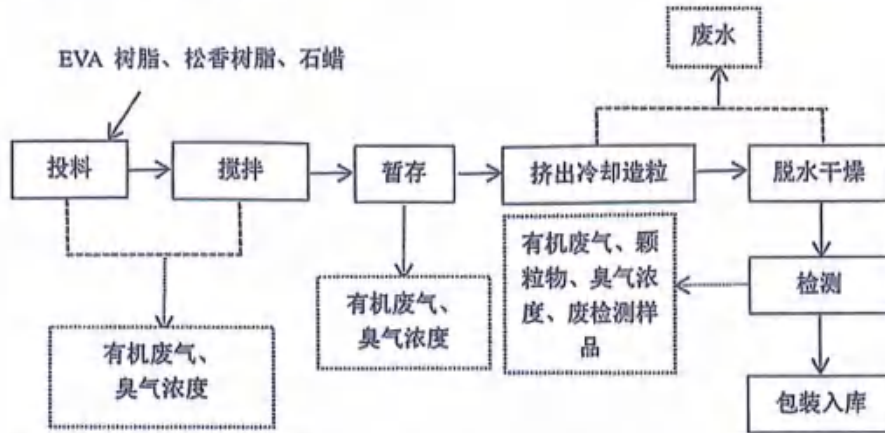 废水
EVA 树脂、松香树脂、石蜡
投料
搅拌
暂存
挤出冷却造粒
脱水干燥
有机废气、颗
粒物、臭气浓
度、废检测样
品
检测
有机废气、
臭气浓度
有机废气、
臭气浓度
包装入库